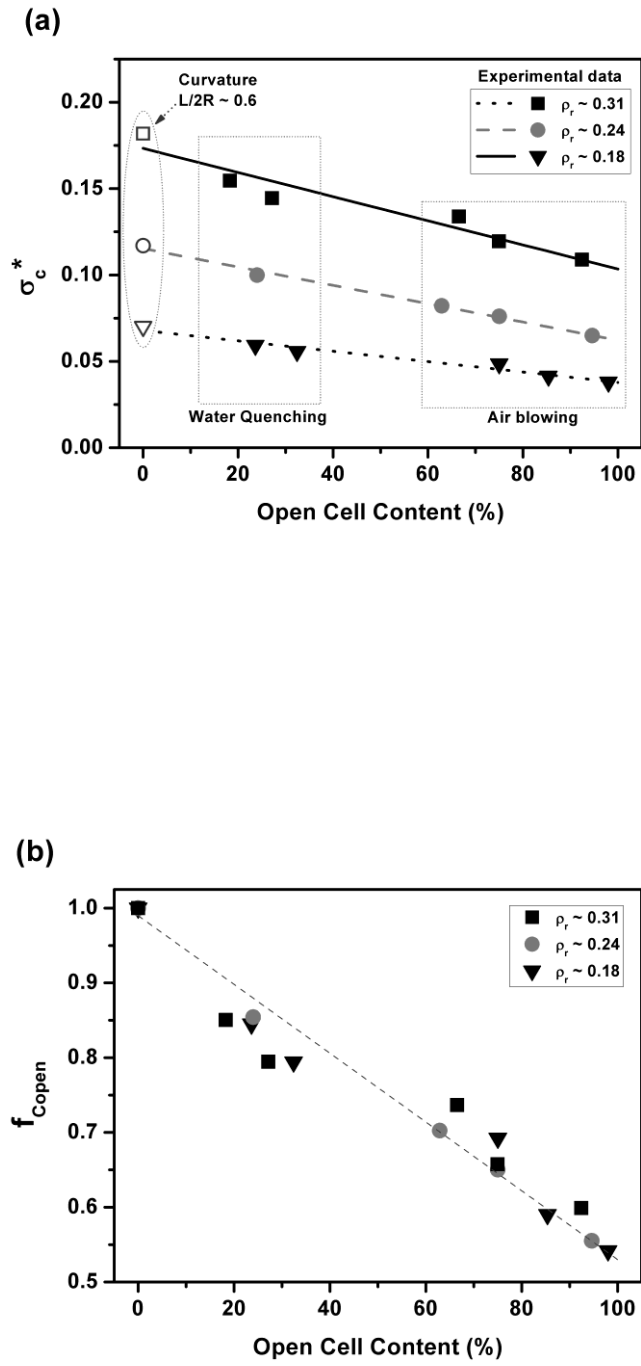 (a)
Curvature
L/2R ~ 0.6
Experimental data
ρr ~ 0.31
ρr ~ 0.24
ρr ~ 0.18
0.20
0.15
0.10
0.05
0.00
σc*
Water Quenching
Air blowing
0 20 40 60 80 100
Open Cell Content (%)
(b)
ρr ~ 0.31
ρr ~ 0.24
ρr ~ 0.18
1.0
0.9
0.8
0.7
0.6
0.5
fCopen
0 20 40 60 80 100
Open Cell Content (%)